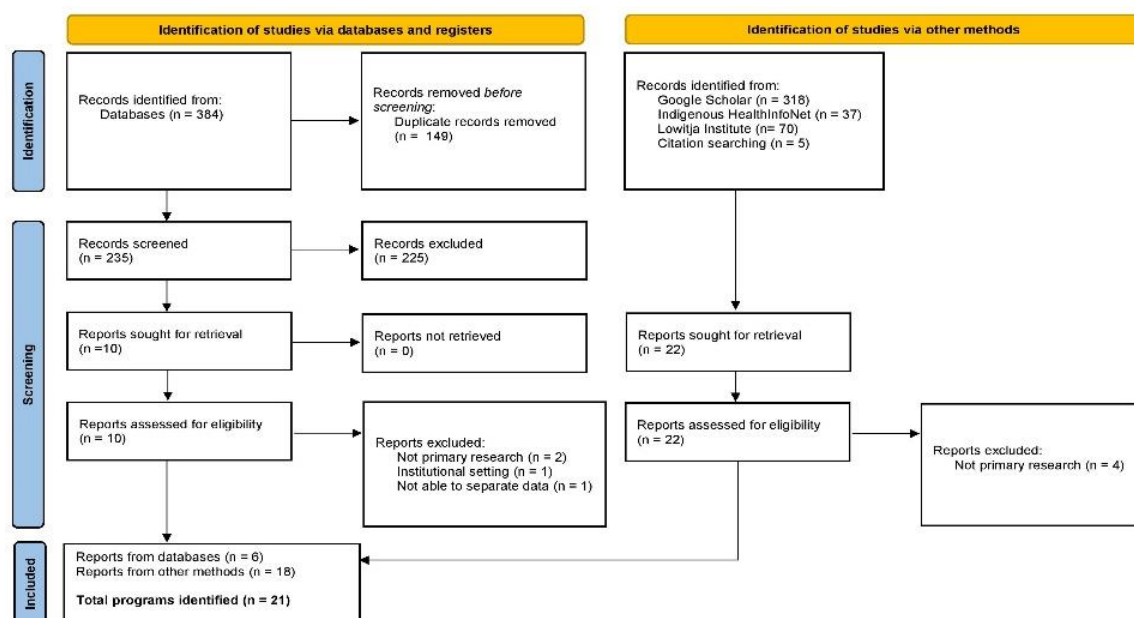 Identification of studies via databases and registers
Identification of studies via other methods
Identification
Records identified from:
Databases (n = 384)
Records removed before
screening:
Duplicate records removed
(n = 149)
Records identified from:
Google Scholar (n = 318)
Indigenous HealthInfoNet (n = 37)
Lowitja Institute (n= 70)
Citation searching (n = 5)
Screening
Records screened
(n = 235)
Records excluded
(n = 225)
Reports sought for retrieval
(n =10)
Reports not retrieved
(n = 0)
Reports sought for retrieval
(n = 22)
Reports assessed for eligibility
(n = 10)
Reports excluded:
Not primary research (n = 2)
Institutional setting (n = 1)
Not able to separate data (n = 1)
Reports assessed for eligibility
(n = 22)
Reports excluded:
Not primary research (n = 4)
Included
Reports from databases (n = 6)
Reports from other methods (n = 18)
Total programs identified (n = 21)